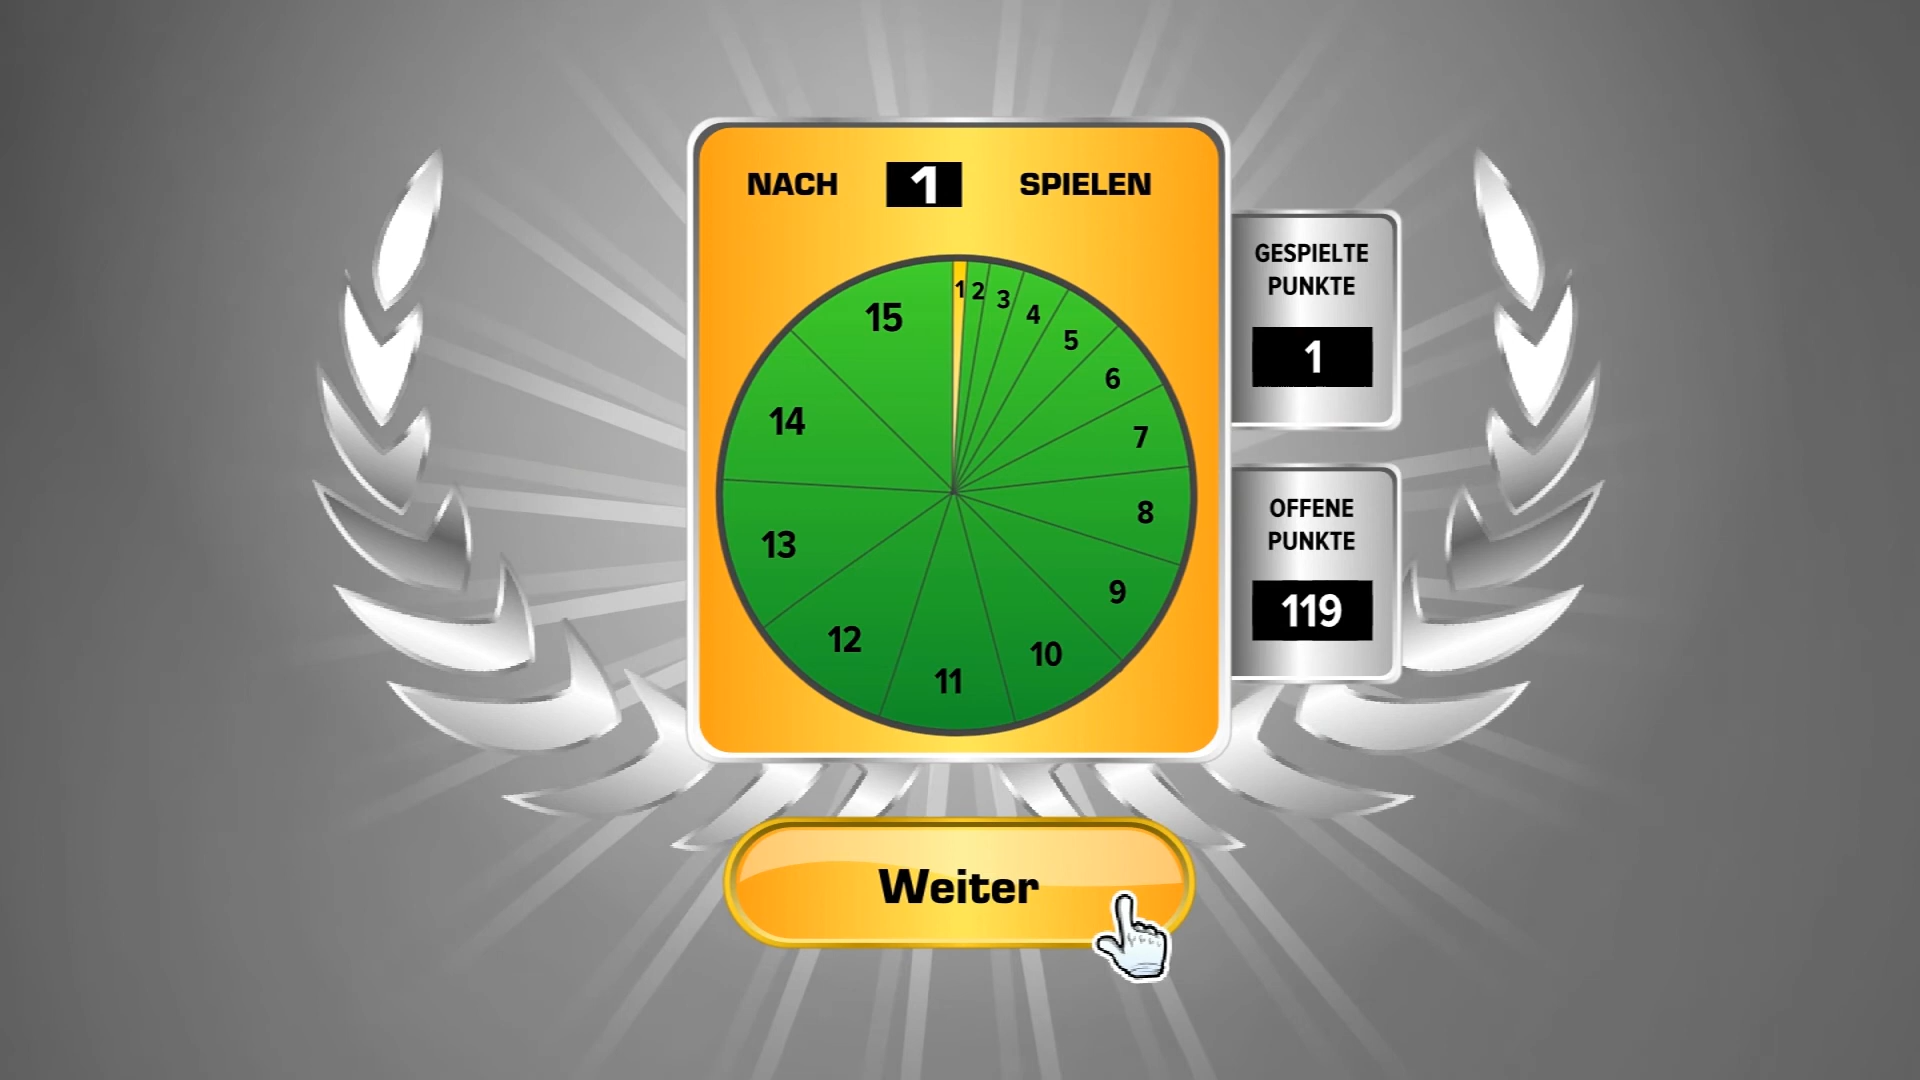 NACH 1 SPIELEN
GESPIELTE
PUNKTE
1
OFFENE
PUNKTE
119
1
2
3
4
5
6
7
8
9
10
11
12
13
14
15
Weiter